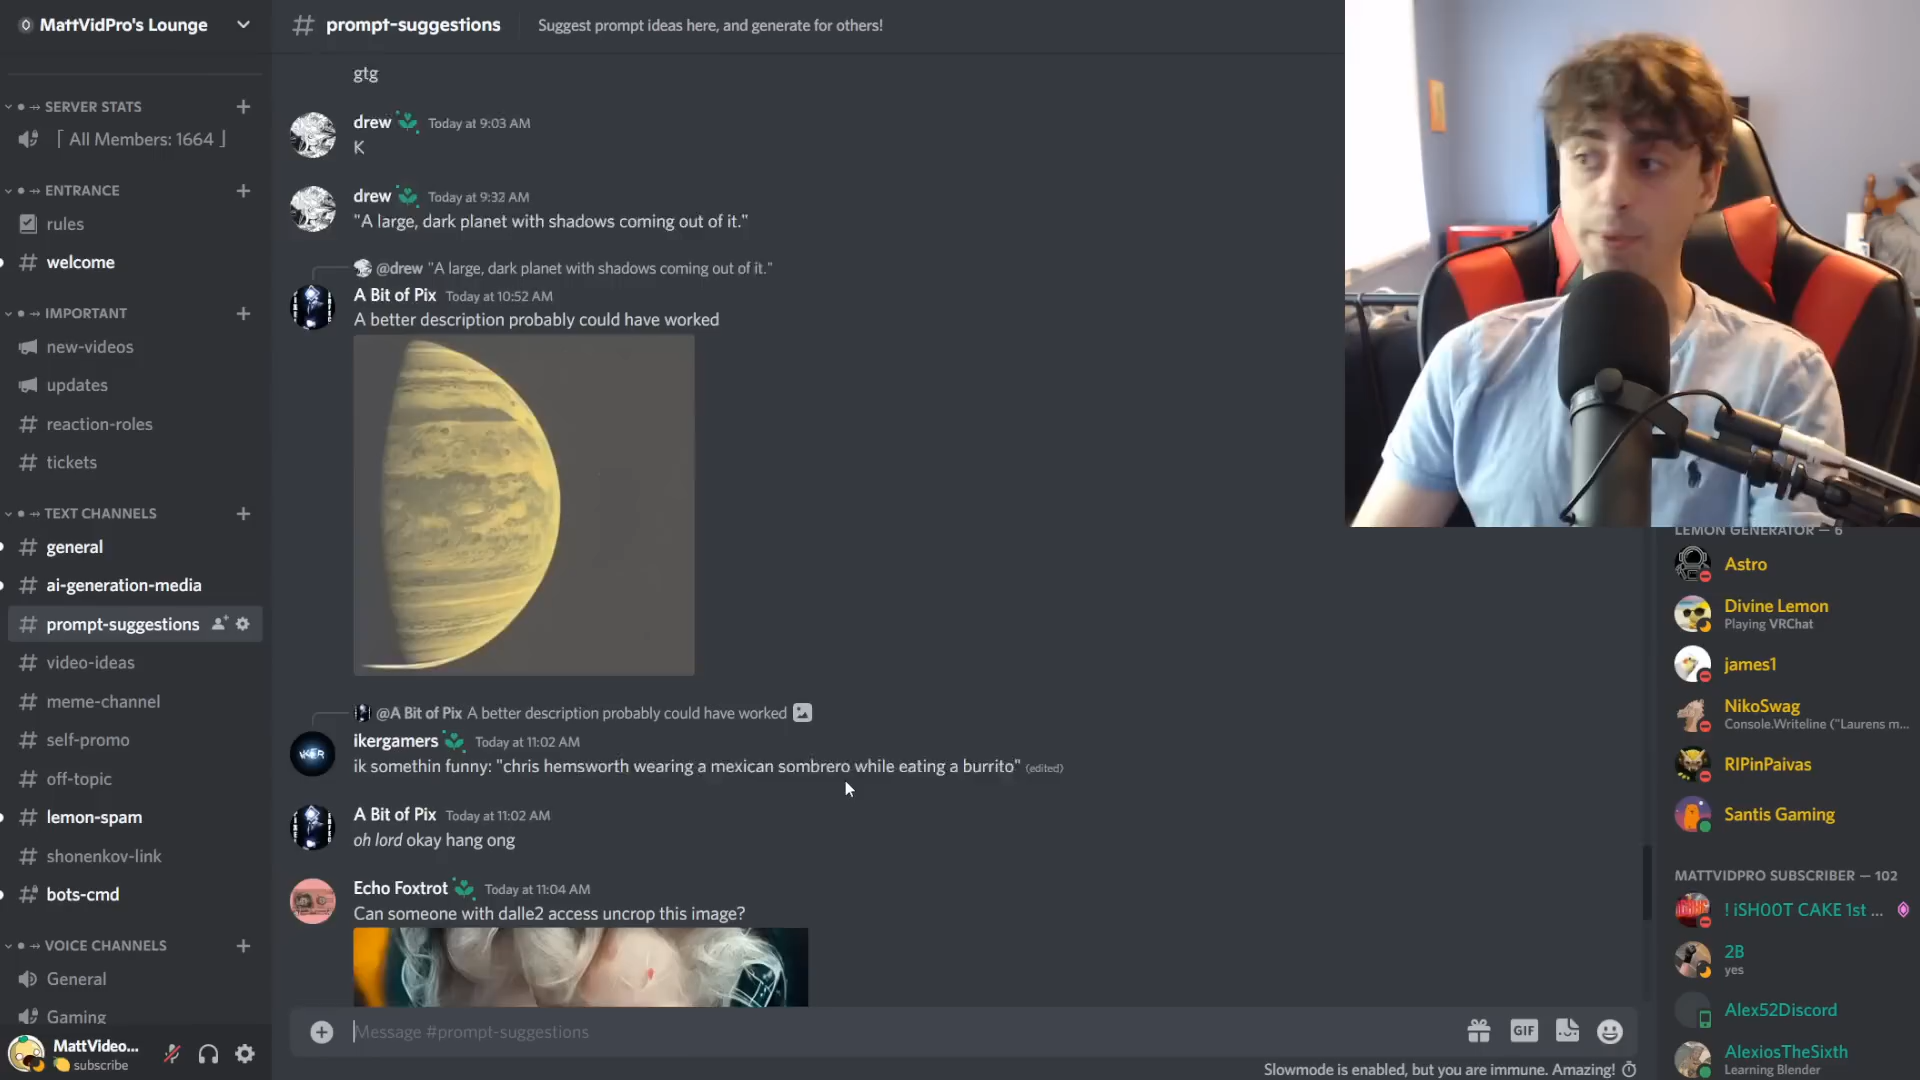 MattVidPro's Lounge
SERVER STATS
[ All Members: 1664 ]
ENTRANCE
rules
welcome
IMPORTANT
new-videos
updates
reaction-roles
tickets
TEXT CHANNELS
general
ai-generation-media
prompt-suggestions
video-ideas
meme-channel
self-promo
off-topic
lemon-spam
shonenkov-link
bots-cmd
VOICE CHANNELS
General
Gaming
MattVideo...
subscribe
# prompt-suggestions Suggest prompt ideas here, and generate for others!
gtg
drew Today at 9:03 AM
K
drew Today at 9:32 AM
"A large, dark planet with shadows coming out of it."
@drew "A large, dark planet with shadows coming out of it."
A Bit of Pix Today at 10:52 AM
A better description probably could have worked
@A Bit of Pix A better description probably could have worked
ikergamers Today at 11:02 AM
ik somethin funny: "chris hemsworth wearing a mexican sombrero while eating a burrito" (edited)
A Bit of Pix Today at 11:02 AM
oh lord okay hang ong
Echo Foxtrot Today at 11:04 AM
Can someone with dalle2 access uncrop this image?
Message #prompt-suggestions
GIF
Slowmode is enabled, but you are immune. Amazing!
LEMON GENERATOR — 6
Astro
Divine Lemon
Playing VRChat
james1
NikoSwag
Console.Writeline ("Laurens m...
RIPinPaivas
Santis Gaming
MATTVIDPRO SUBSCRIBER — 102
! iSH00T CAKE 1st ...
2B
yes
Alex52Discord
AlexiosTheSixth
Learning Blender